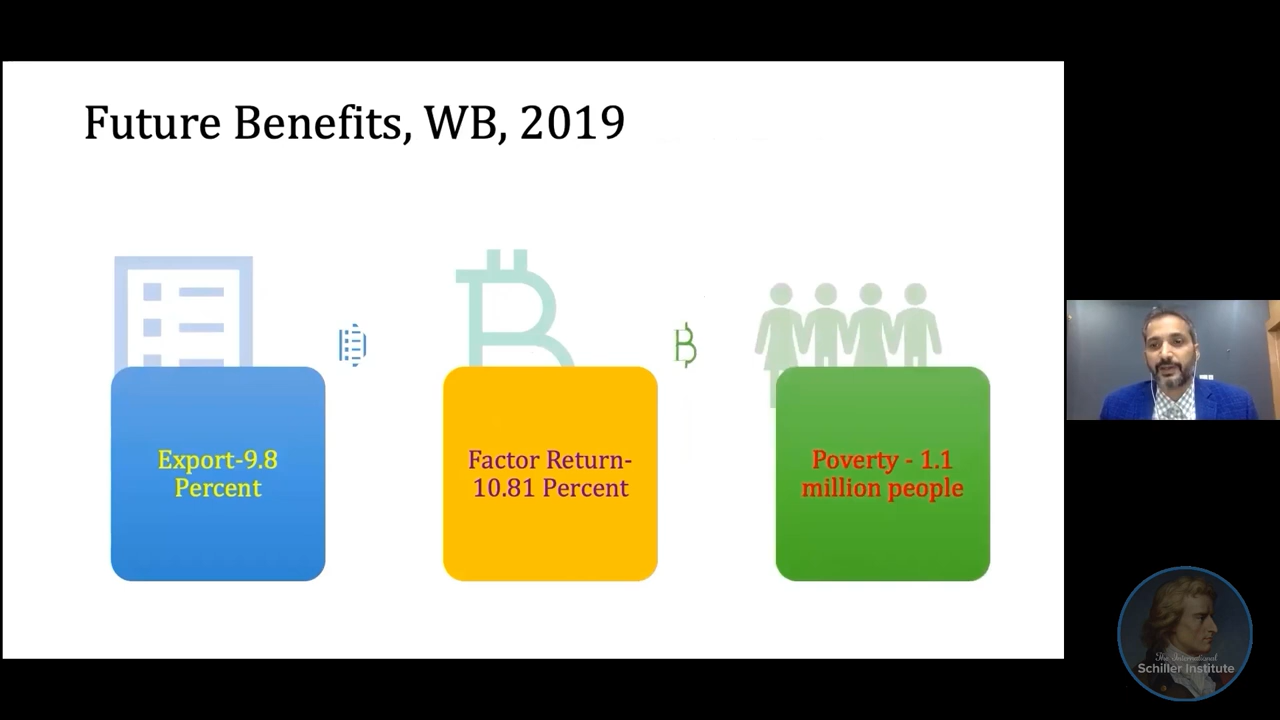 Future Benefits, WB, 2019
Export-9.8
Percent
Factor Return-
10.81 Percent
Poverty - 1.1
million people
The International
Schiller Institute